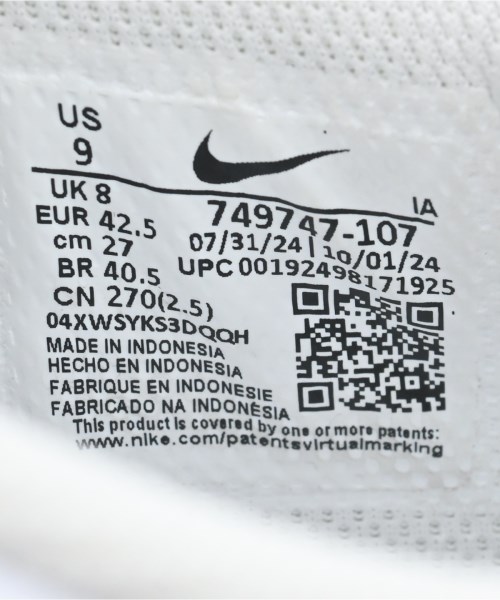 US
9
UK 8
EUR 42.5
cm 27
BR 40.5
CN 270(2.5)
04XWSYKS3DQQH
MADE IN INDONESIA
HECHO EN INDONESIA
FABRIQUE EN INDONESIE
FABRICADO NA INDONÉSIA
IA
749747-107
07/31/24 | 10/01/24
UPC 00192498171925
This product is covered by one or more patents:
www.nike.com/patentsvirtualmarking